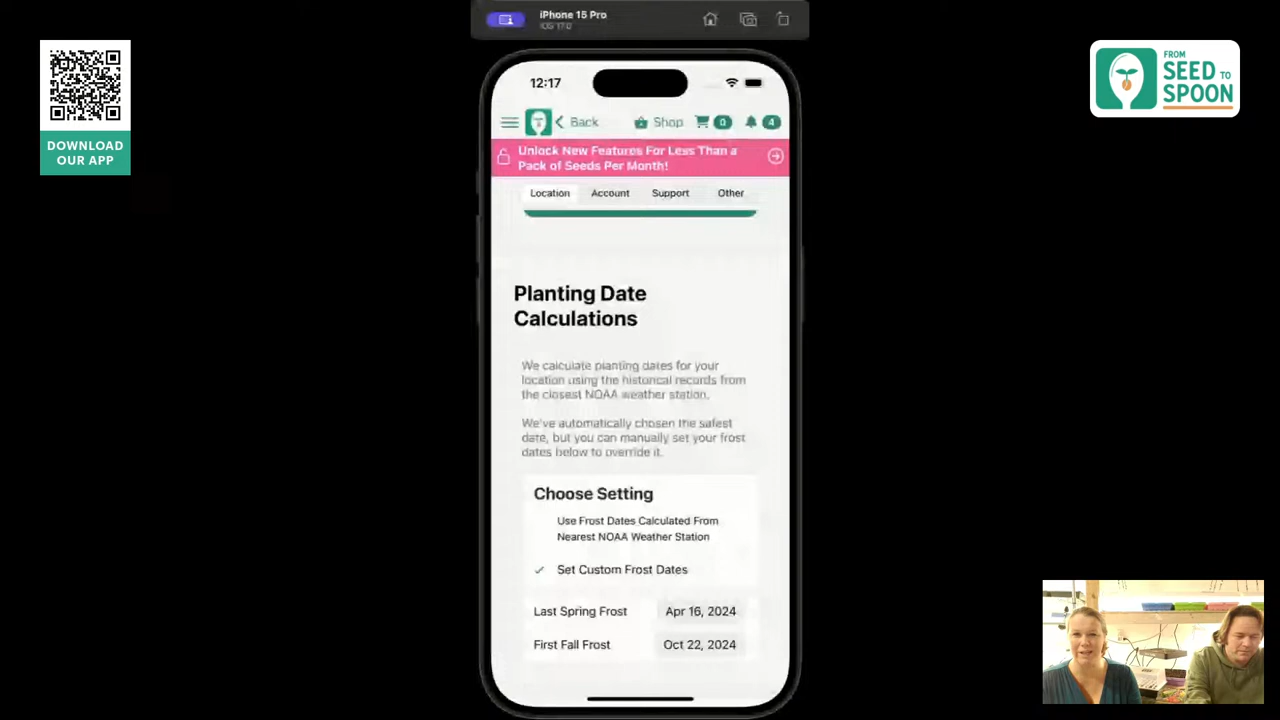 iPhone 15 Pro
iOS 17.0
DOWNLOAD
OUR APP
FROM
SEED TO
SPOON
12:17
Back
Shop
0
4
Unlock New Features For Less Than a
Pack of Seeds Per Month!
Location
Account
Support
Other
Planting Date
Calculations
We calculate planting dates for your
location using the historical records from
the closest NOAA weather station.
We've automatically chosen the safest
date, but you can manually set your frost
dates below to override it.
Choose Setting
Use Frost Dates Calculated From
Nearest NOAA Weather Station
Set Custom Frost Dates
Last Spring Frost
Apr 16, 2024
First Fall Frost
Oct 22, 2024